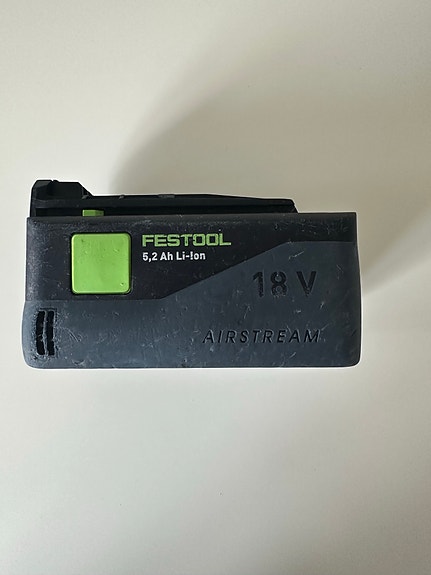 FESTOOL
5,2 Ah Li-Ion
18 V
AIRSTREAM